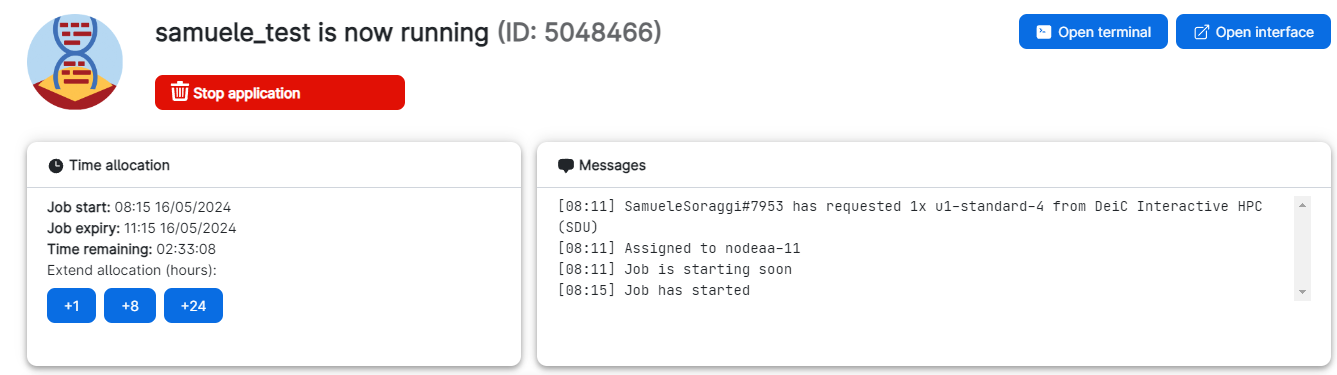 samuele_test is now running (ID: 5048466)
Open terminal
Open interface
Stop application
Time allocation
Job start: 08:15 16/05/2024
Job expiry: 11:15 16/05/2024
Time remaining: 02:33:08
Extend allocation (hours):
+1
+8
+24
Messages
[08:11] SamueleSoraggi#7953 has requested 1x u1-standard-4 from DeiC Interactive HPC
(SDU)
[08:11] Assigned to nodeaa-11
[08:11] Job is starting soon
[08:15] Job has started